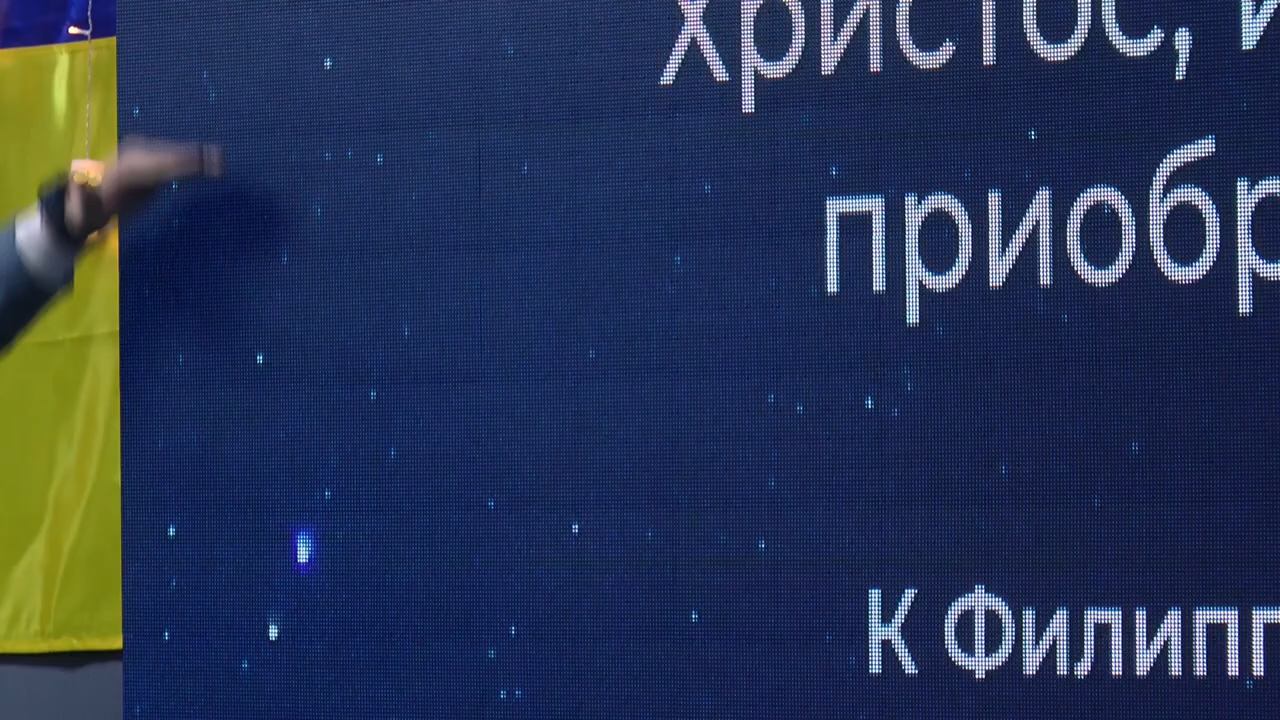 Христос, и
приобр
К Филипп